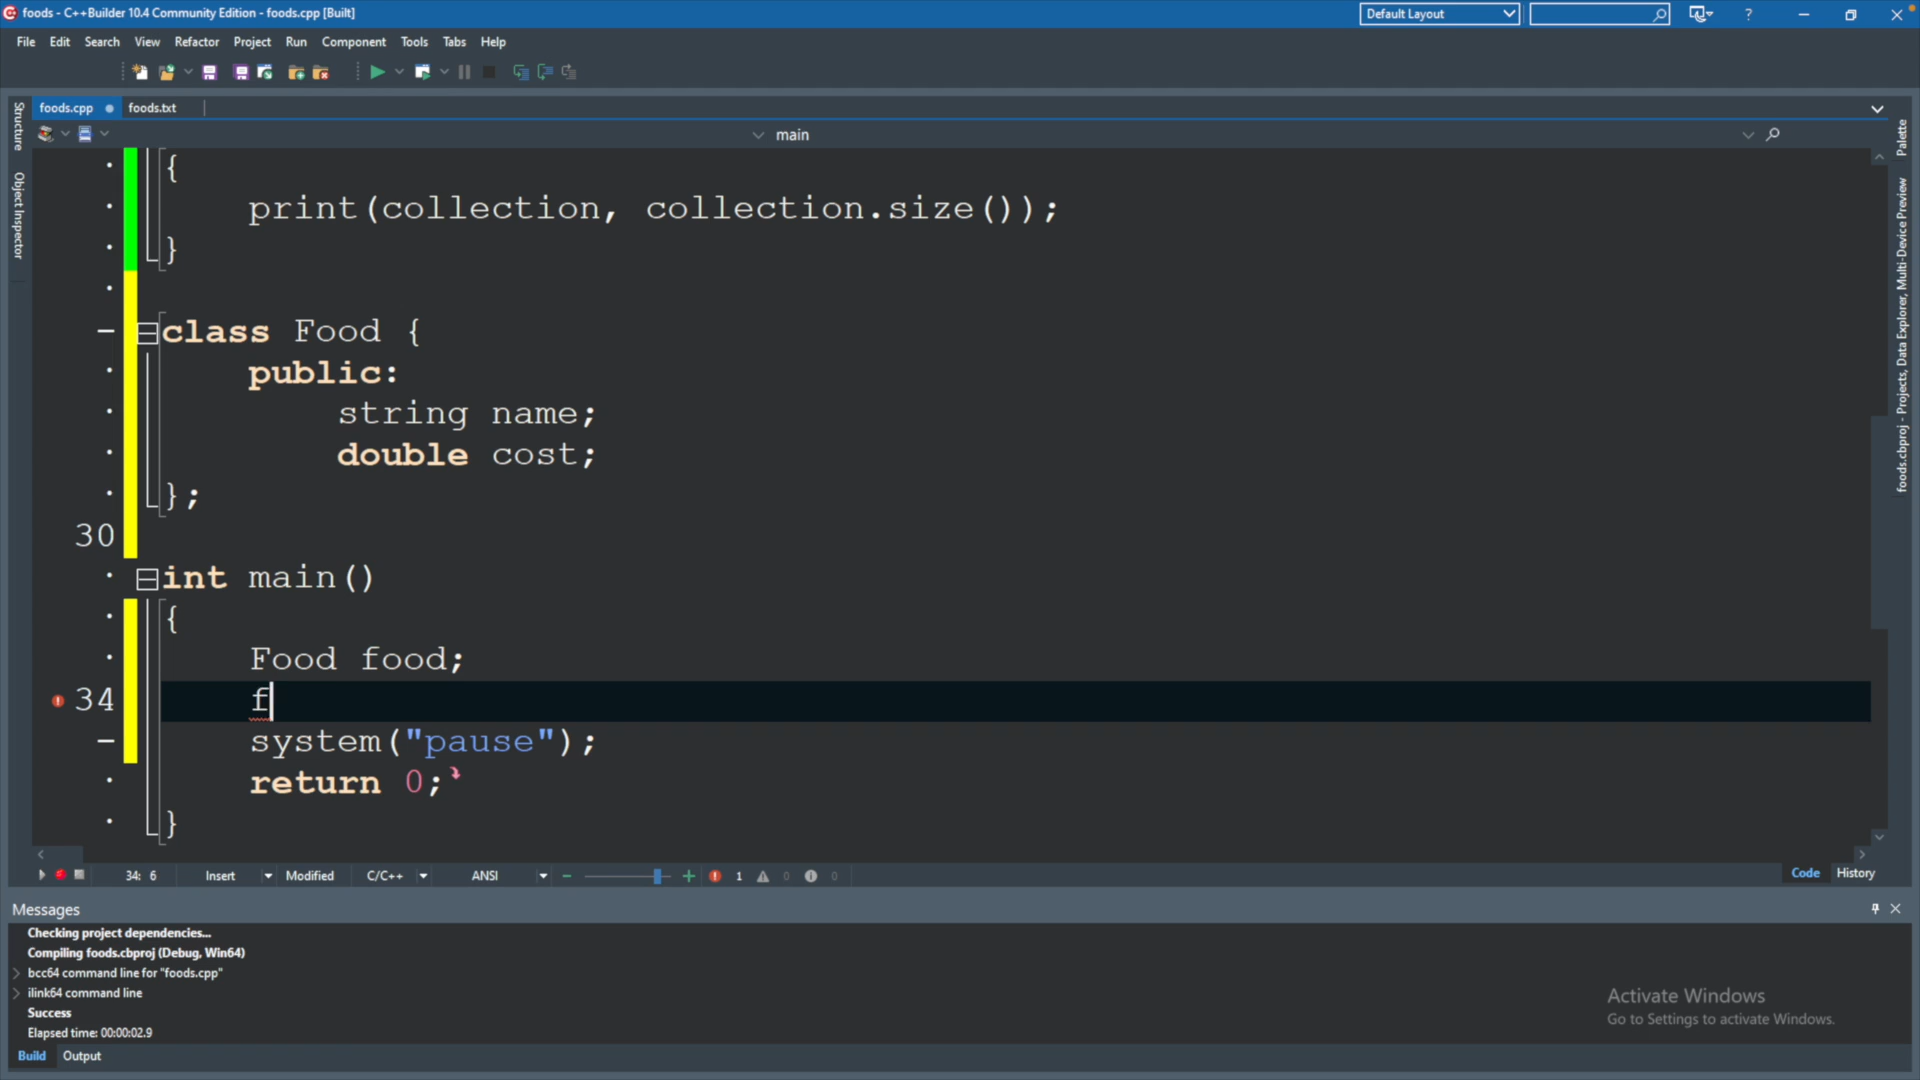 foods - C++Builder 10.4 Community Edition - foods.cpp [Built]
Default Layout
?
File Edit Search View Refactor Project Run Component Tools Tabs Help
foods.cpp foods.txt
main
Structure
Object Inspector
Palette
foods.cbproj - Projects, Data Explorer, Multi-Device Preview
{
print(collection, collection.size());
}
class Food {
public:
string name;
double cost;
};
30
int main()
{
Food food;
34 f
system("pause");
return 0;
}
34: 6 Insert Modified C/C++ ANSI 1 0 0
Code History
Messages
Checking project dependencies...
Compiling foods.cbproj (Debug, Win64)
bcc64 command line for "foods.cpp"
ilink64 command line
Success
Elapsed time: 00:00:02.9
Build Output
Activate Windows
Go to Settings to activate Windows.